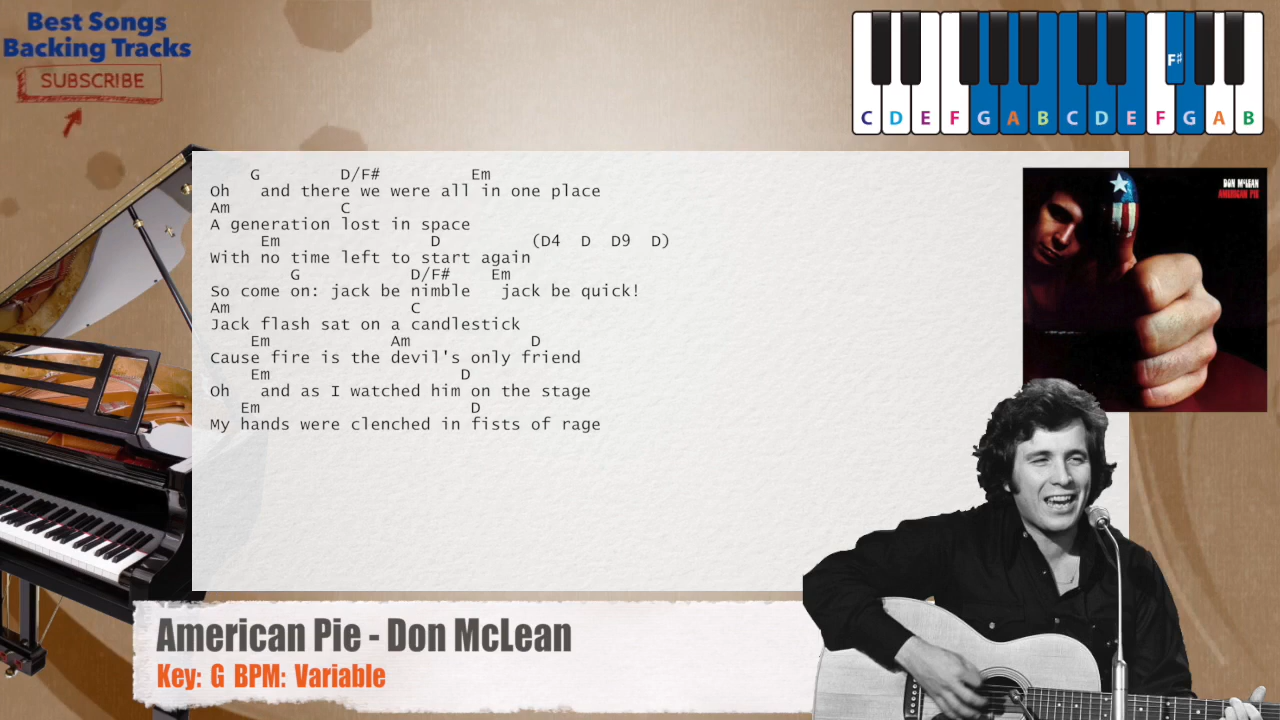 Best Songs
Backing Tracks
SUBSCRIBE
F#
C D E F G A B C D E F G A B
G D/F# Em
Oh and there we were all in one place
Am C
A generation lost in space
Em D (D4 D D9 D)
With no time left to start again
G D/F# Em
So come on: jack be nimble jack be quick!
Am C
Jack flash sat on a candlestick
Em Am D
Cause fire is the devil's only friend
Em D
Oh and as I watched him on the stage
Em D
My hands were clenched in fists of rage
DON McLEAN
AMERICAN PIE
American Pie - Don McLean
Key: G BPM: Variable